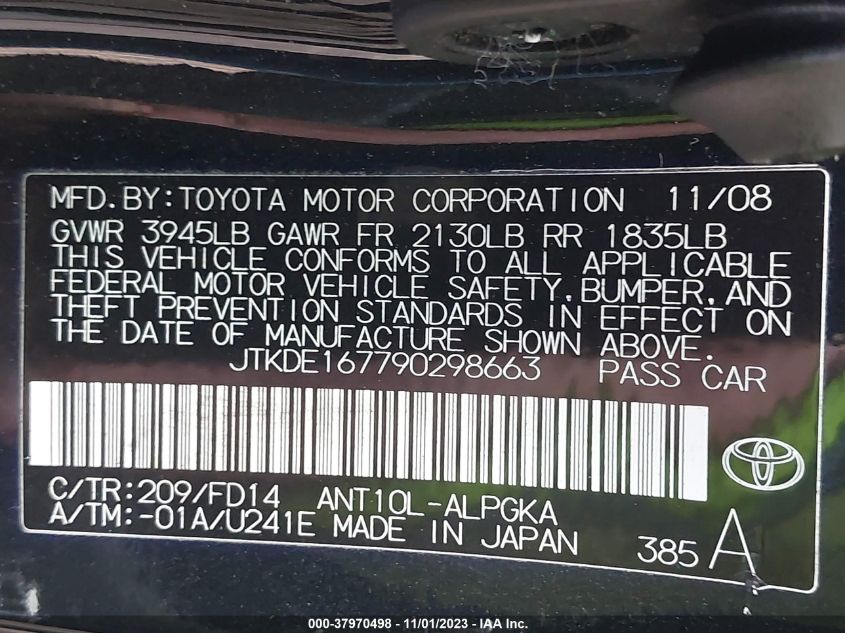 MFD. BY: TOYOTA MOTOR CORPORATION 11/08
GVWR 3945LB GAWR FR 2130LB RR 1835LB
THIS VEHICLE CONFORMS TO ALL APPLICABLE
FEDERAL MOTOR VEHICLE SAFETY, BUMPER, AND
THEFT PREVENTION STANDARDS IN EFFECT ON
THE DATE OF MANUFACTURE SHOWN ABOVE.
JTKDE167790298663 PASS CAR
C/TR: 209/FD14 ANT10L-ALPGKA
A/TM: -01A/U241E MADE IN JAPAN 385 A
000-37970498 - 11/01/2023 - IAA Inc.